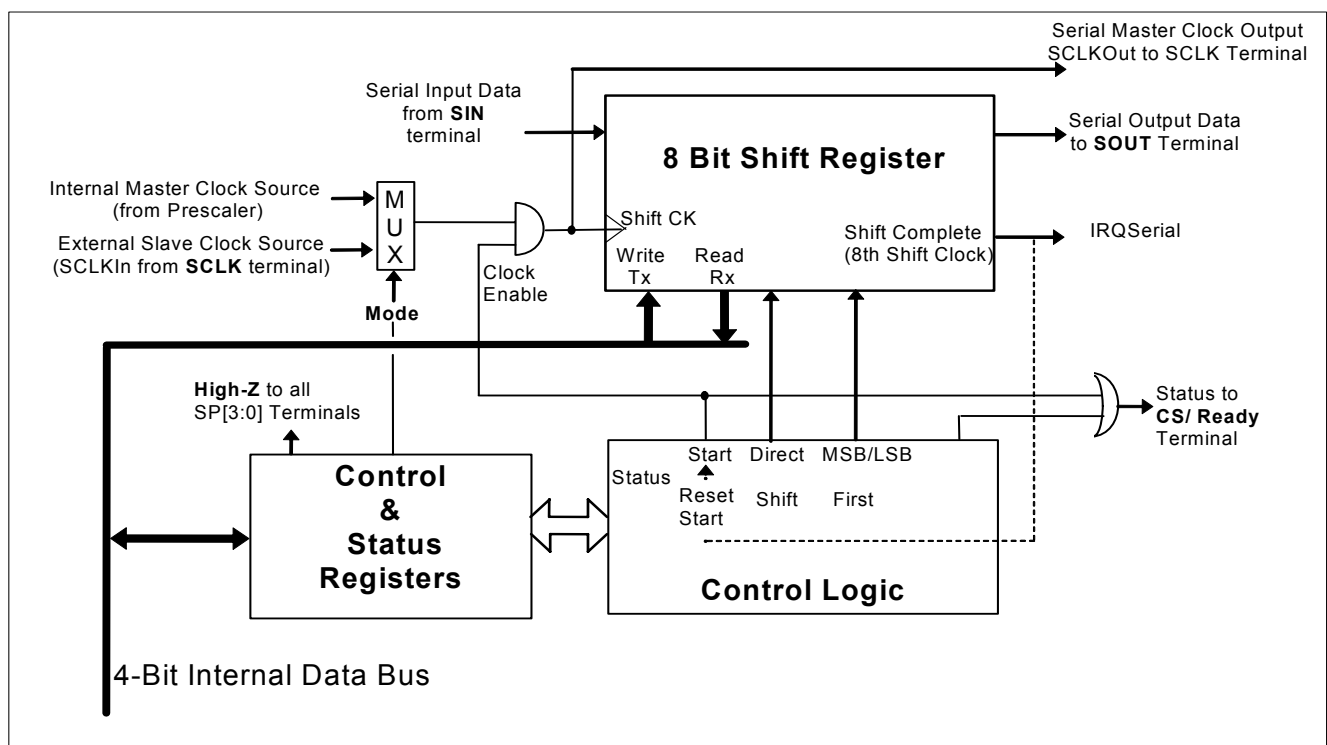 Serial Master Clock Output
SCLKOut to SCLK Terminal
Serial Input Data
from SIN
terminal
Serial Output Data
to SOUT Terminal
8 Bit Shift Register
Internal Master Clock Source
(from Prescaler)
External Slave Clock Source
(SCLKIn from SCLK terminal)
M
U
X
Mode
Clock
Enable
Shift CK
Write
Tx
Read
Rx
Shift Complete
(8th Shift Clock)
IRQSerial
High-Z to all
SP[3:0] Terminals
Status to
CS/ Ready
Terminal
Control
&
Status
Registers
Status
Start
Reset
Start
Direct
Shift
MSB/LSB
First
Control Logic
4-Bit Internal Data Bus